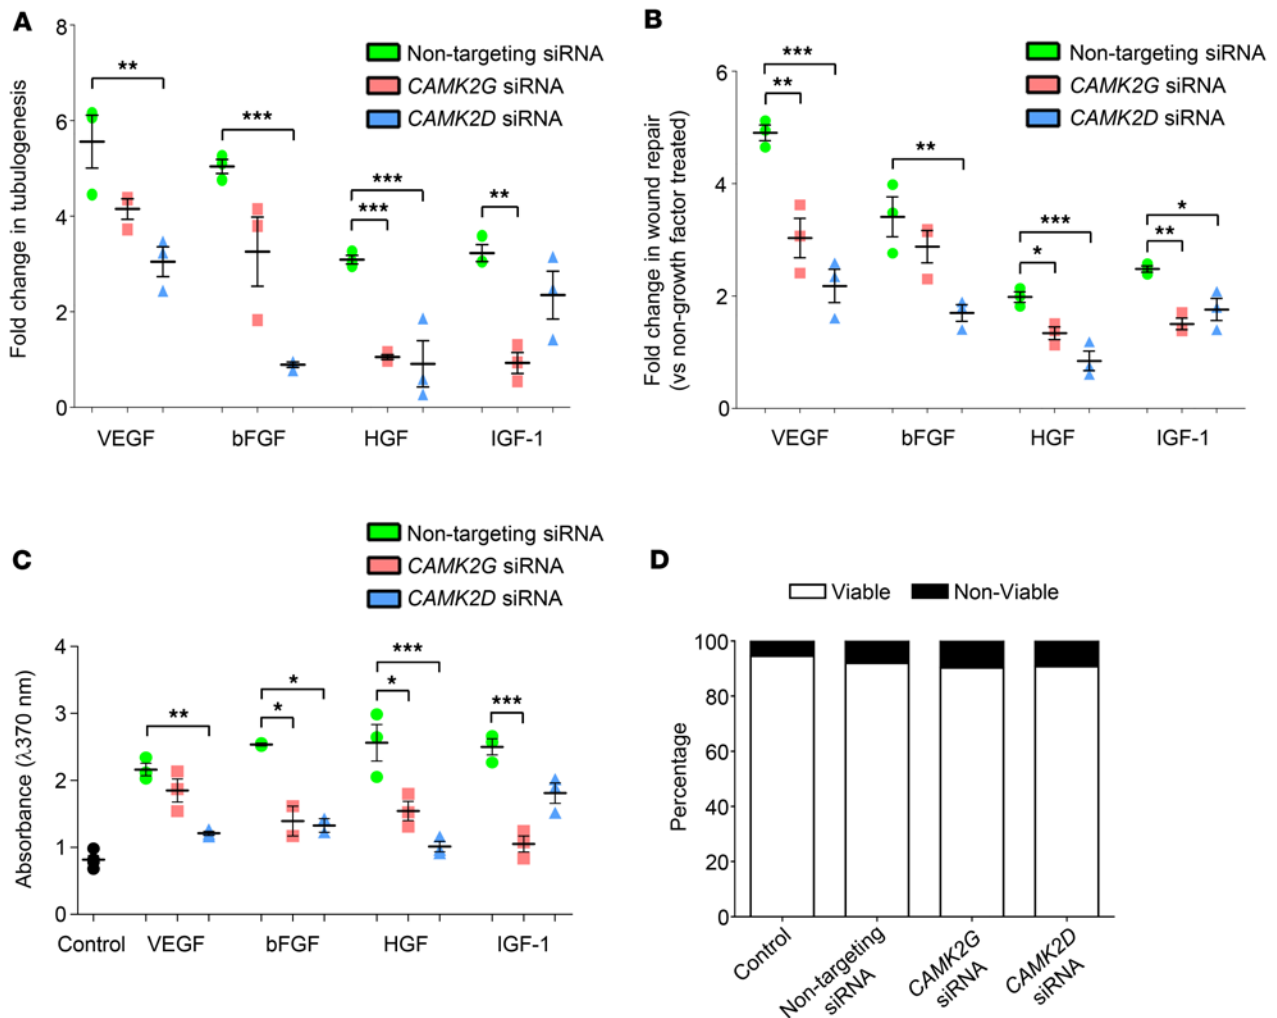 A
Fold change in tubulogenesis
8
6
4
2
0
Non-targeting siRNA
CAMK2G siRNA
CAMK2D siRNA
**
***
***
***
**
VEGF bFGF HGF IGF-1
B
Fold change in wound repair
(vs non-growth factor treated)
6
4
2
0
Non-targeting siRNA
CAMK2G siRNA
CAMK2D siRNA
***
**
**
***
*
*
**
VEGF bFGF HGF IGF-1
C
Absorbance (λ370 nm)
4
3
2
1
0
Non-targeting siRNA
CAMK2G siRNA
CAMK2D siRNA
**
*
*
***
*
***
Control VEGF bFGF HGF IGF-1
D
Viable Non-Viable
Percentage
100
80
60
40
20
0
Control
Non-targeting
siRNA
CAMK2G
siRNA
CAMK2D
siRNA